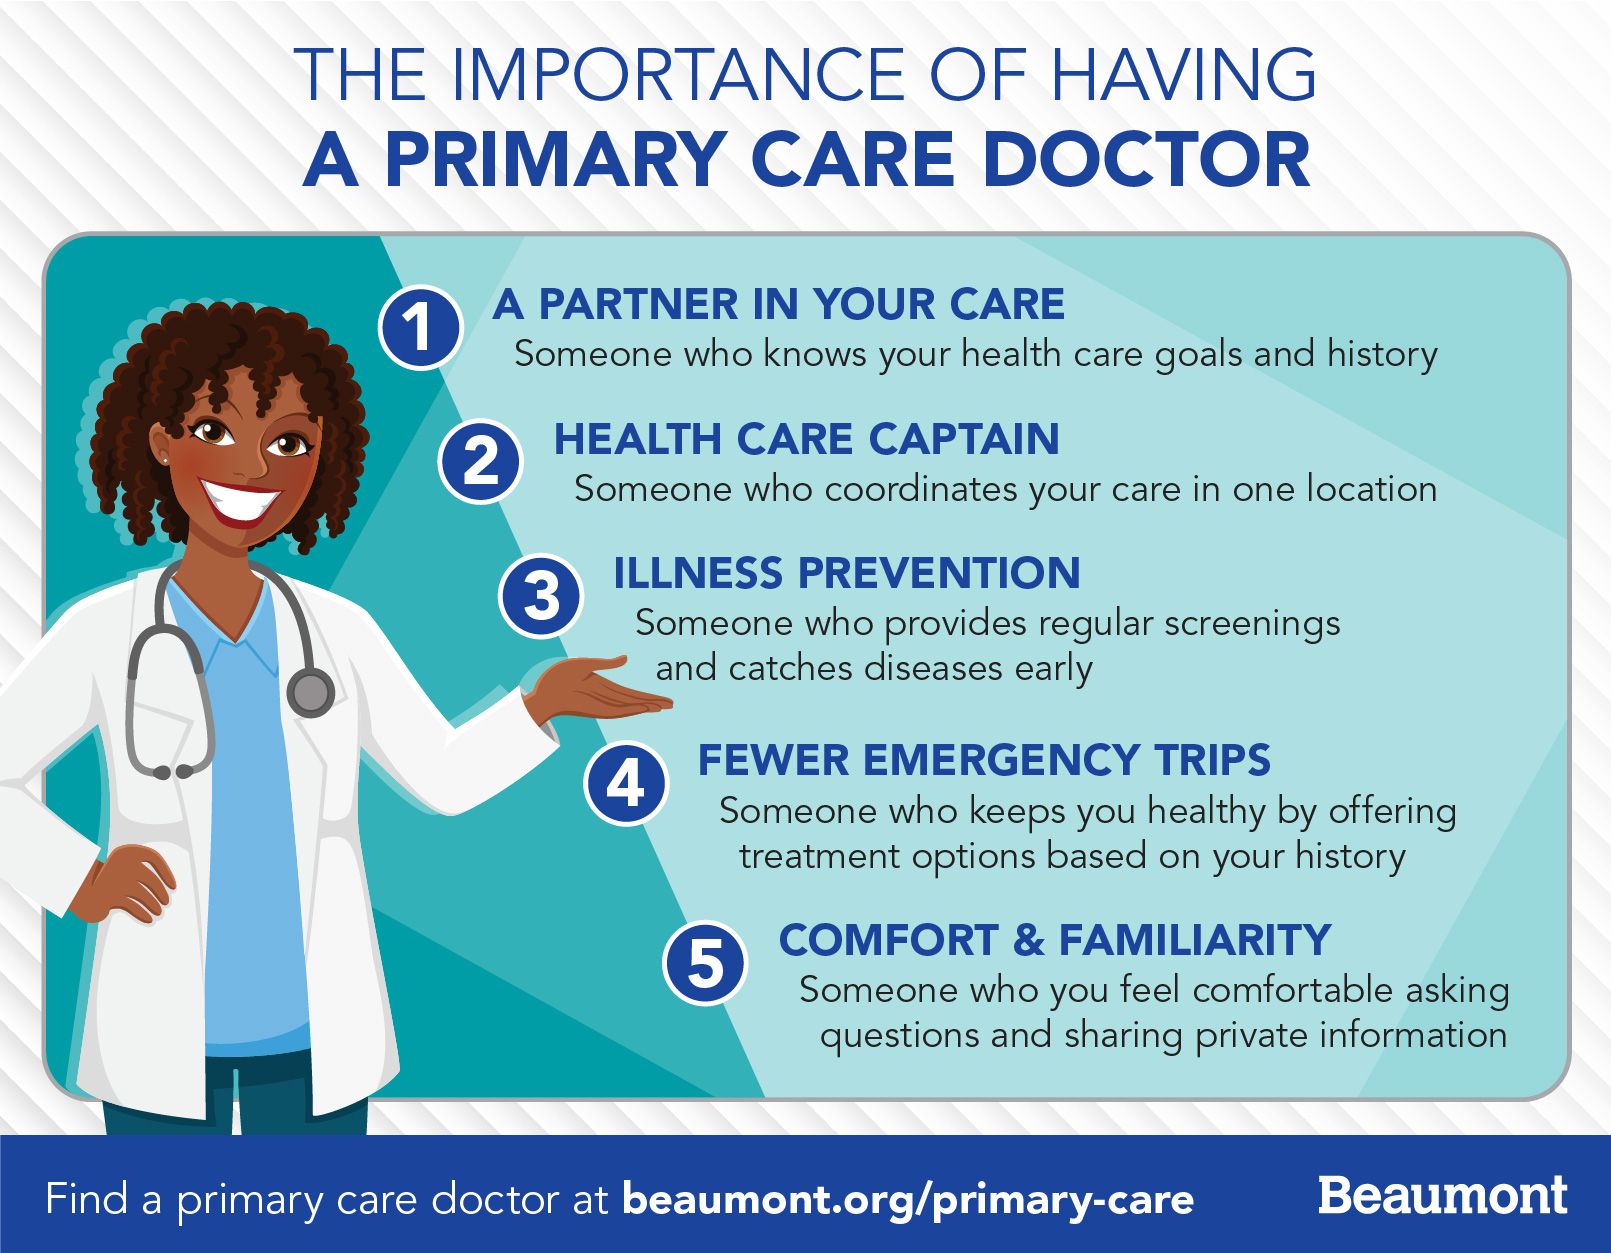 THE IMPORTANCE OF HAVING
A PRIMARY CARE DOCTOR
1
A PARTNER IN YOUR CARE
Someone who knows your health care goals and history
2
HEALTH CARE CAPTAIN
Someone who coordinates your care in one location
3
ILLNESS PREVENTION
Someone who provides regular screenings
and catches diseases early
4
FEWER EMERGENCY TRIPS
Someone who keeps you healthy by offering
treatment options based on your history
5
COMFORT & FAMILIARITY
Someone who you feel comfortable asking
questions and sharing private information
Find a primary care doctor at beaumont.org/primary-care
Beaumont